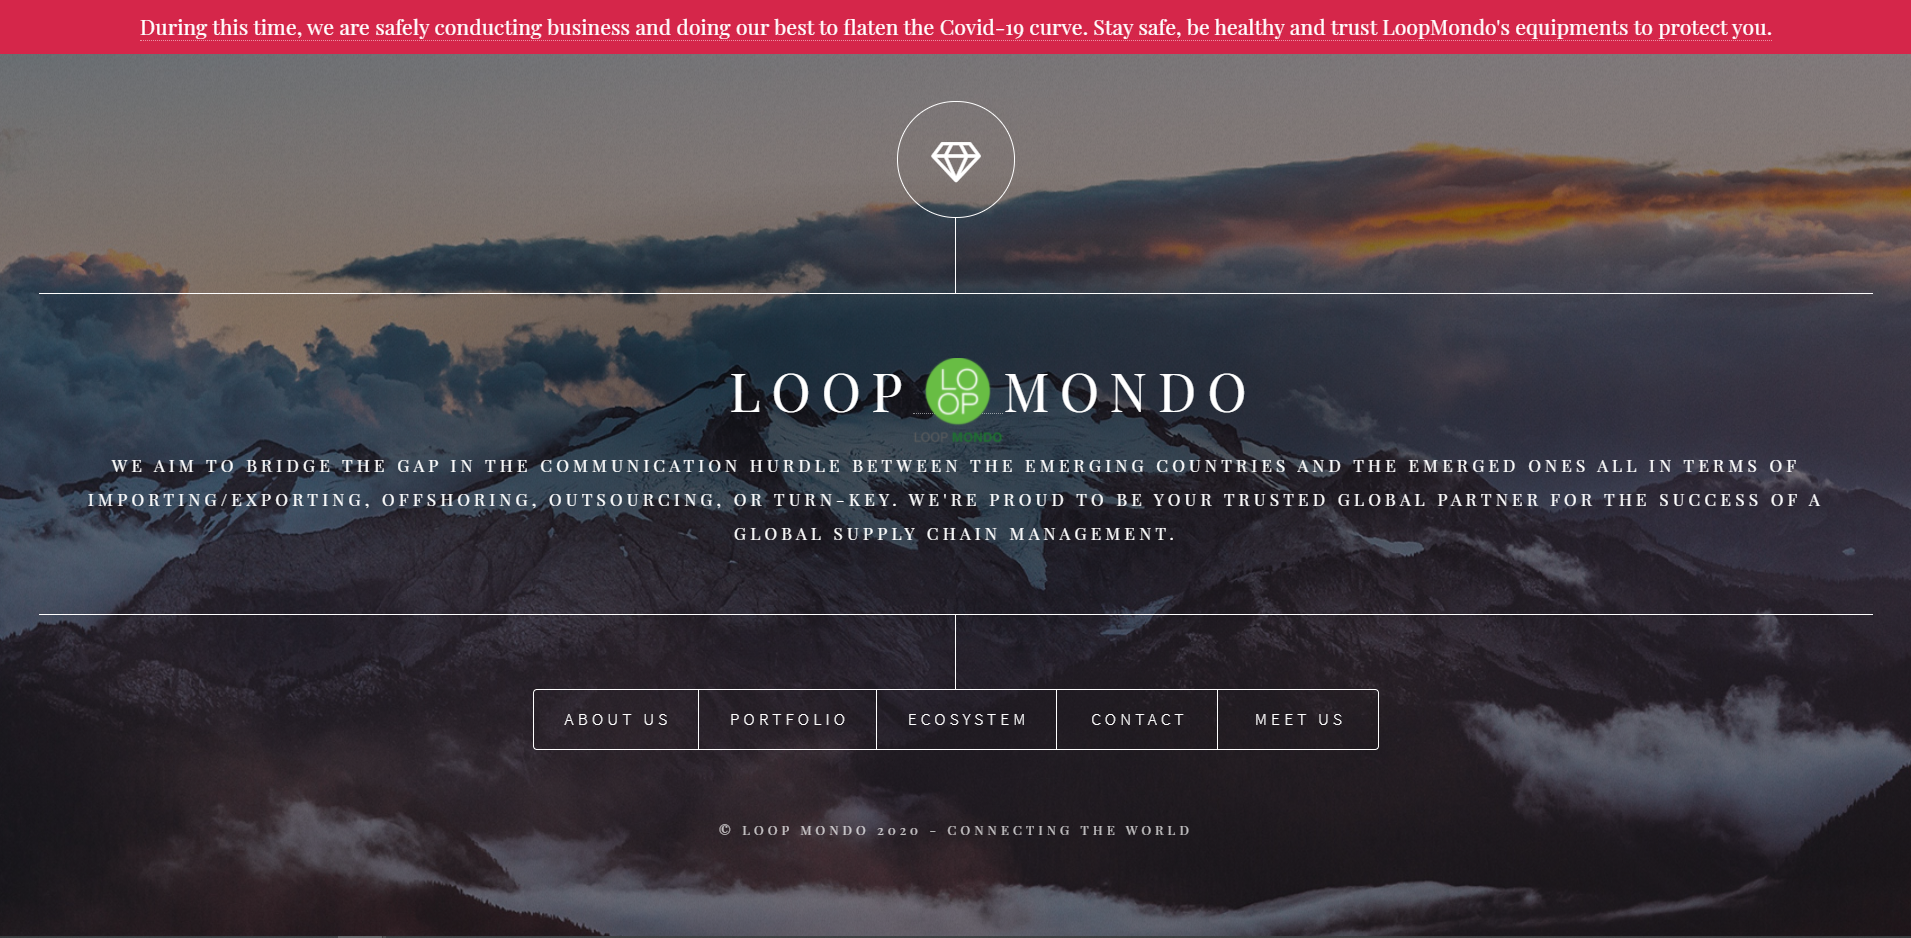 During this time, we are safely conducting business and doing our best to flaten the Covid-19 curve. Stay safe, be healthy and trust LoopMondo's equipments to protect you.
LOOP LOOP MONDO
LOOP MONDO
WE AIM TO BRIDGE THE GAP IN THE COMMUNICATION HURDLE BETWEEN THE EMERGING COUNTRIES AND THE EMERGED ONES ALL IN TERMS OF
IMPORTING/EXPORTING, OFFSHORING, OUTSOURCING, OR TURN-KEY. WE'RE PROUD TO BE YOUR TRUSTED GLOBAL PARTNER FOR THE SUCCESS OF A
GLOBAL SUPPLY CHAIN MANAGEMENT.
ABOUT US PORTFOLIO ECOSYSTEM CONTACT MEET US
© LOOP MONDO 2020 - CONNECTING THE WORLD